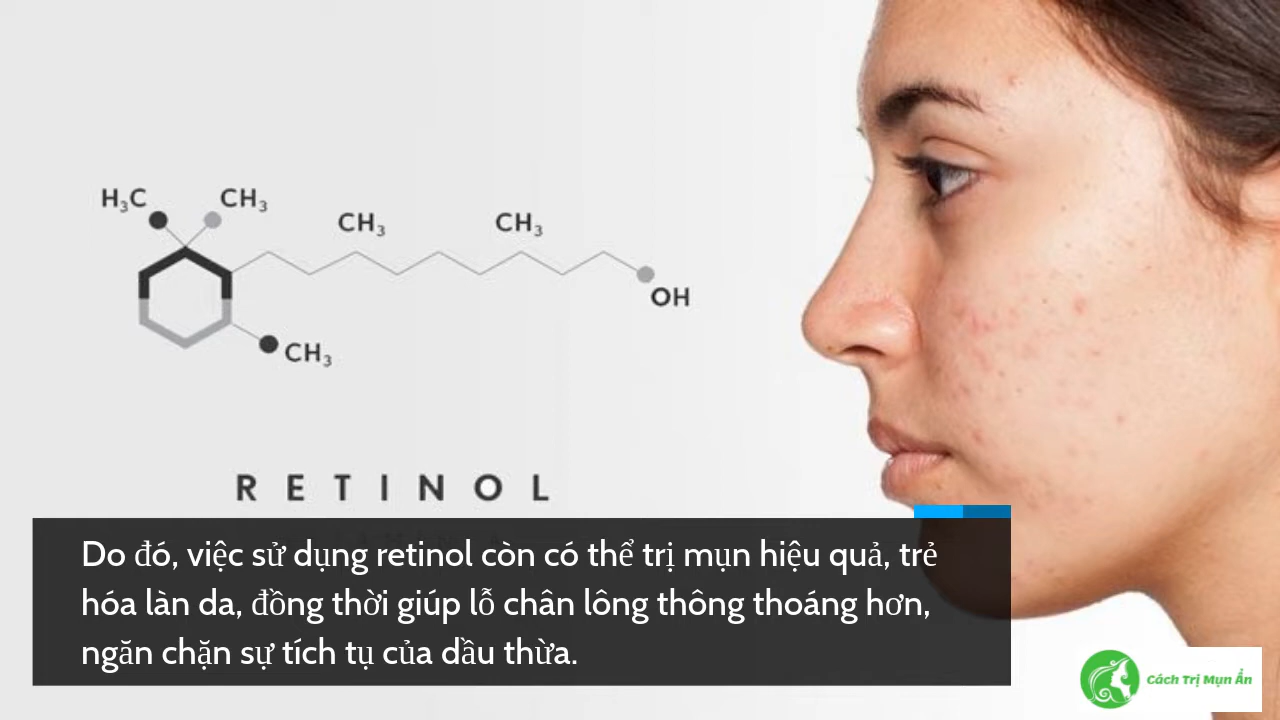 H₃C
CH₃
CH₃
CH₃
OH
CH₃
RETINOL
Do đó, việc sử dụng retinol còn có thể trị mụn hiệu quả, trẻ
hóa làn da, đồng thời giúp lỗ chân lông thông thoáng hơn,
ngăn chặn sự tích tụ của dầu thừa.
Cách Trị Mụn Ẩn